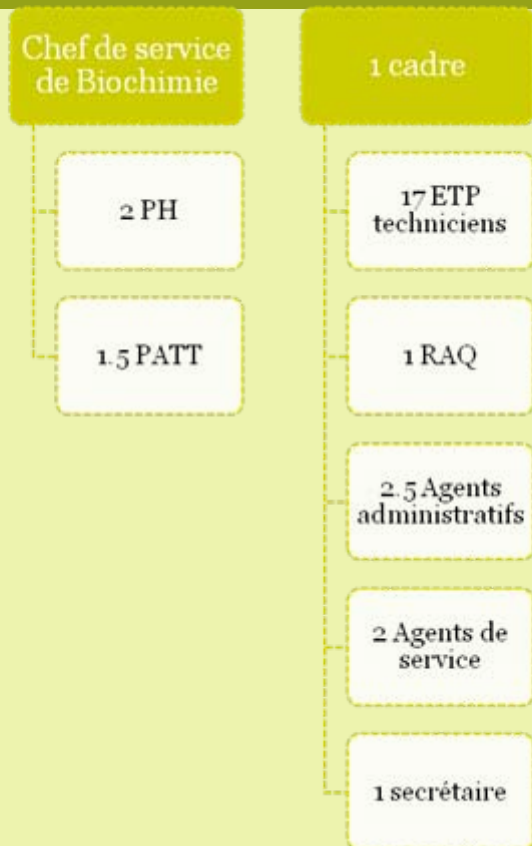 Chef de service
de Biochimie
2 PH
1.5 PATT
1 cadre
17 ETP
techniciens
1 RAQ
2.5 Agents
administratifs
2 Agents de
service
1 secrétaire